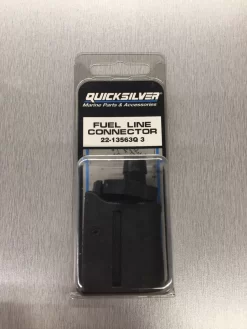 QUICKSILVER
Marine Parts & Accessories
FUEL LINE
CONNECTOR
22-13563Q 3